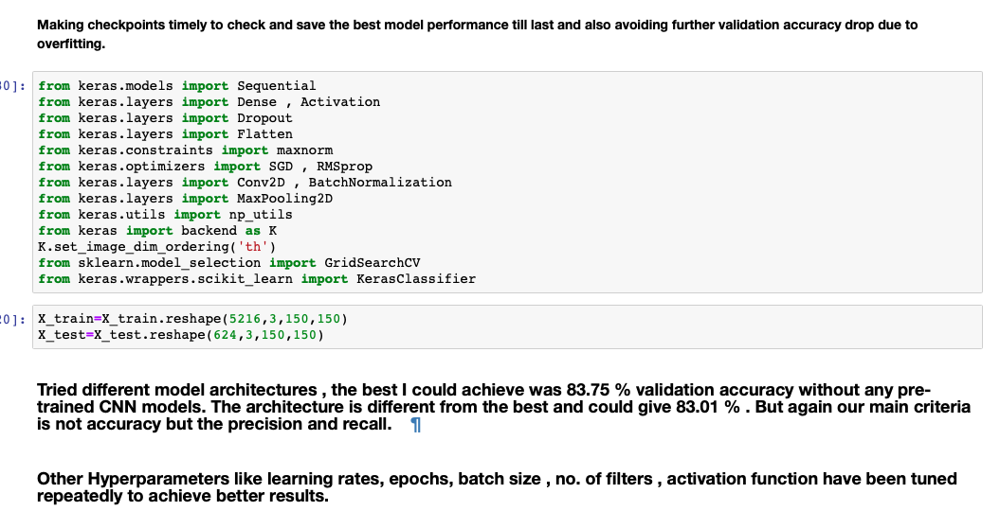 Making checkpoints timely to check and save the best model performance till last and also avoiding further validation accuracy drop due to
overfitting.
0]: from keras.models import Sequential
from keras.layers import Dense , Activation
from keras.layers import Dropout
from keras.layers import Flatten
from keras.constraints import maxnorm
from keras.optimizers import SGD , RMSprop
from keras.layers import Conv2D , BatchNormalization
from keras.layers import MaxPooling2D
from keras.utils import np_utils
from keras import backend as K
K.set_image_dim_ordering('th')
from sklearn.model_selection import GridSearchCV
from keras.wrappers.scikit_learn import KerasClassifier
0]: X_train=X_train.reshape(5216,3,150,150)
X_test=X_test.reshape(624,3,150,150)
Tried different model architectures , the best I could achieve was 83.75 % validation accuracy without any pre-
trained CNN models. The architecture is different from the best and could give 83.01 % . But again our main criteria
is not accuracy but the precision and recall. ¶
Other Hyperparameters like learning rates, epochs, batch size , no. of filters , activation function have been tuned
repeatedly to achieve better results.